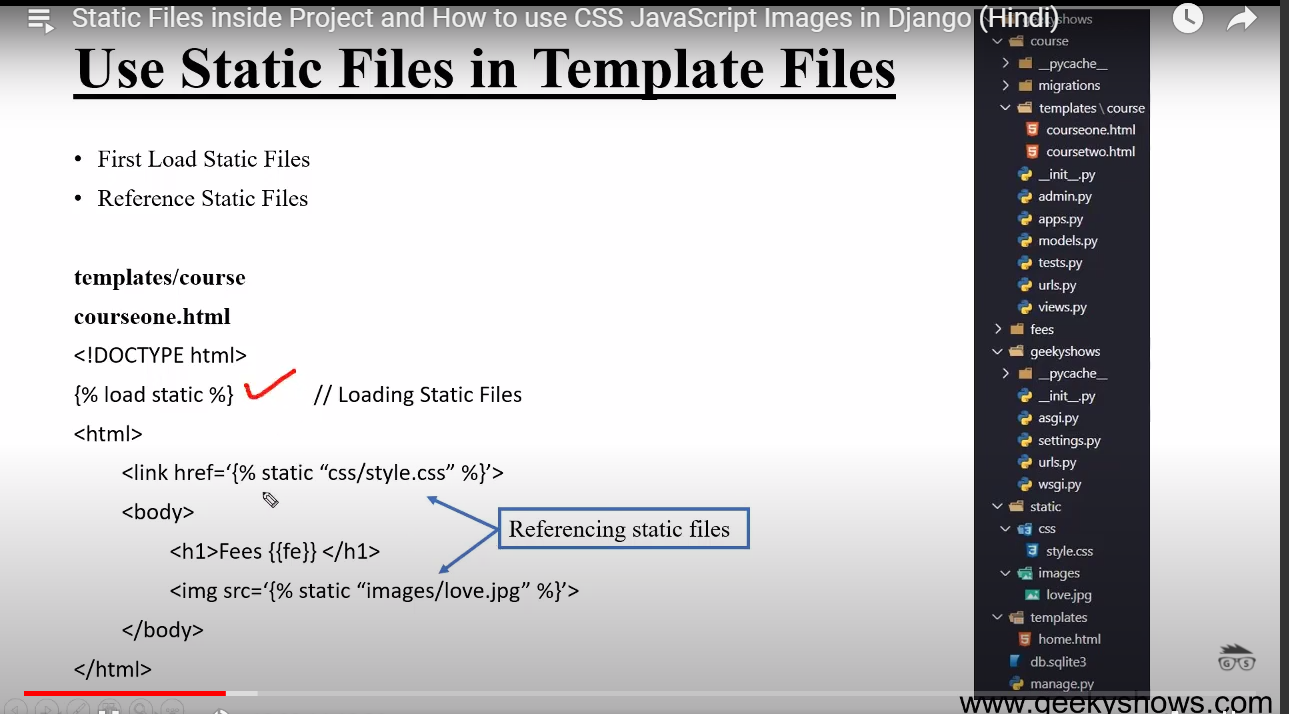 Static Files inside Project and How to use CSS JavaScript Images in Django (Hindi)
Use Static Files in Template Files
• First Load Static Files
• Reference Static Files
templates/course
courseone.html
<!DOCTYPE html>
{% load static %} // Loading Static Files
<html>
<link href=‘{% static “css/style.css” %}’>
<body>
Referencing static files
<h1>Fees {{fe}} </h1>
<img src=‘{% static “images/love.jpg” %}’>
</body>
</html>
geekyshows
course
__pycache__
migrations
templates \ course
courseone.html
coursetwo.html
__init__.py
admin.py
apps.py
models.py
tests.py
urls.py
views.py
fees
geekyshows
__pycache__
__init__.py
asgi.py
settings.py
urls.py
wsgi.py
static
css
style.css
images
love.jpg
templates
home.html
db.sqlite3
manage.py
G S
www.geekyshows.com